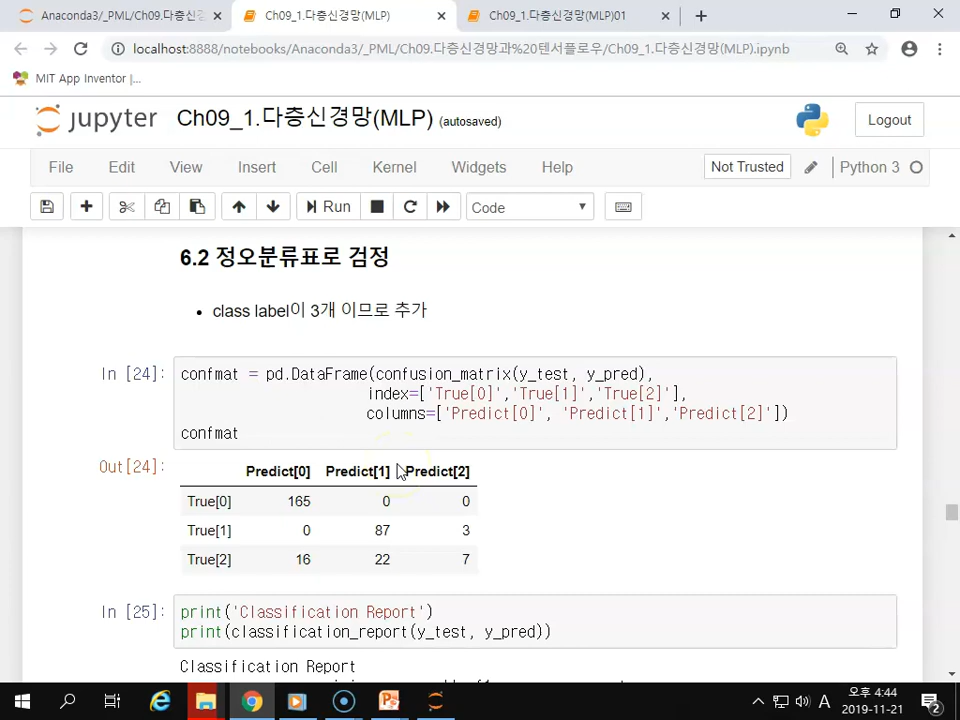 Anaconda3/_PML/Ch09.다층신경
Ch09_1.다층신경망(MLP)
Ch09_1.다층신경망(MLP)01
localhost:8888/notebooks/Anaconda3/_PML/Ch09.다층신경망과%20텐서플로우/Ch09_1.다층신경망(MLP).ipynb
MIT App Inventor |...
jupyter Ch09_1.다층신경망(MLP) (autosaved)
Logout
File Edit View Insert Cell Kernel Widgets Help Not Trusted Python 3
Run Code
6.2 정오분류표로 검정
• class label이 3개 이므로 추가
In [24]: confmat = pd.DataFrame(confusion_matrix(y_test, y_pred),
index=['True[0]','True[1]','True[2]'],
columns=['Predict[0]', 'Predict[1]','Predict[2]'])
confmat
Out[24]:
Predict[0] Predict[1] Predict[2]
True[0] 165 0 0
True[1] 0 87 3
True[2] 16 22 7
In [25]: print('Classification Report')
print(classification_report(y_test, y_pred))
Classification Report
A 오후 4:44
2019-11-21
2